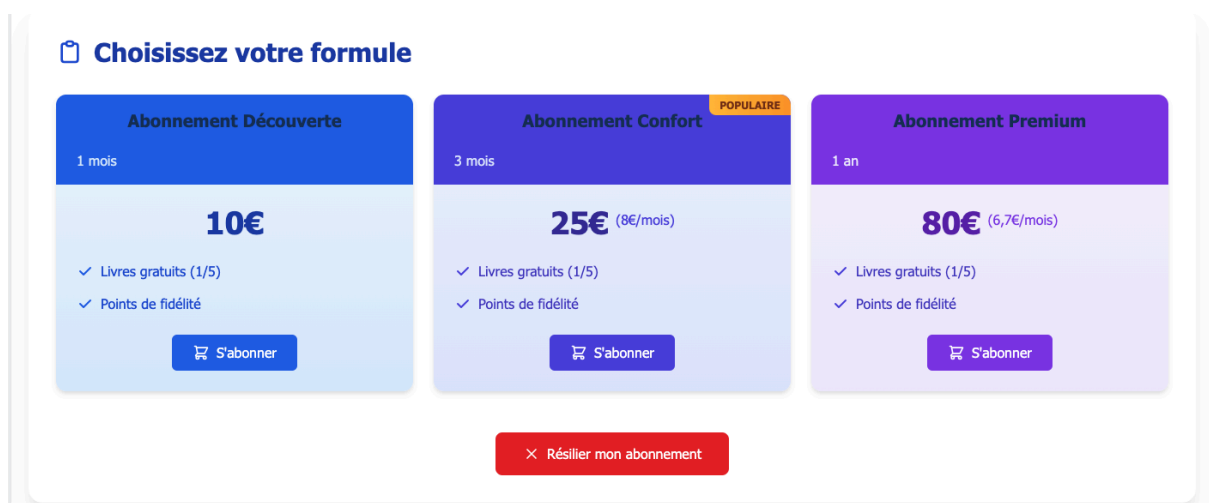 Choisissez votre formule
Abonnement Découverte
1 mois
10€
Livres gratuits (1/5)
Points de fidélité
S'abonner
POPULAIRE
Abonnement Confort
3 mois
25€ (8€/mois)
Livres gratuits (1/5)
Points de fidélité
S'abonner
Abonnement Premium
1 an
80€ (6,7€/mois)
Livres gratuits (1/5)
Points de fidélité
S'abonner
Résilier mon abonnement